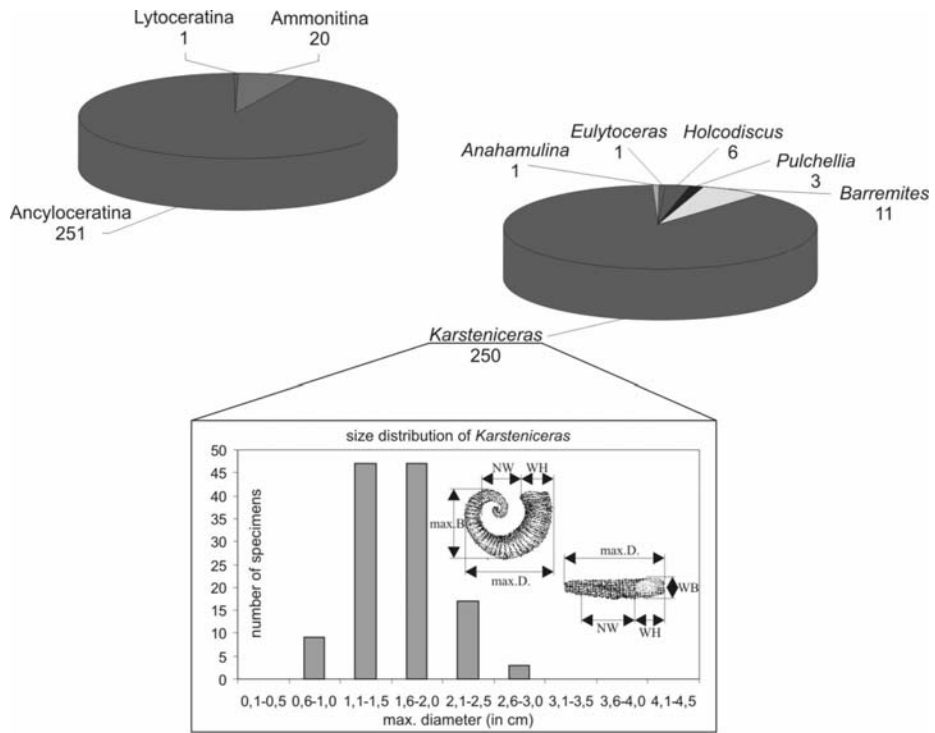 Lytoceratina
1
Ammonitina
20
Ancyloceratina
251
Eulytoceras
1
Holcodiscus
6
Anahamulina
1
Pulchellia
3
Barremites
11
Karsteniceras
250
size distribution of Karsteniceras
number of specimens
50
45
40
35
30
25
20
15
10
5
0
NW WH
max.B
max.D.
max.D.
WB
NW WH
0,1-0,5 0,6-1,0 1,1-1,5 1,6-2,0 2,1-2,5 2,6-3,0 3,1-3,5 3,6-4,0 4,1-4,5
max. diameter (in cm)